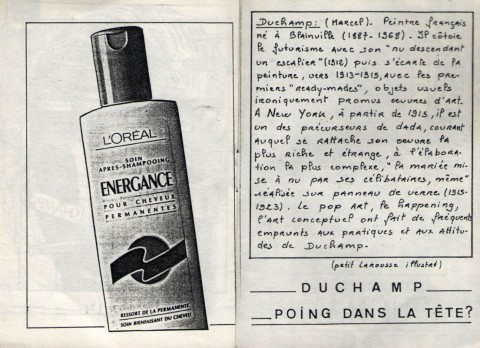 L'ORÉAL
SOIN
APRÈS-SHAMPOOING
ENERGANCE
POUR CHEVEUX
PERMANENTÉS
RESSORT DE LA PERMANENTE
SOIN BIENFAISANT DU CHEVEU
Duchamp: (MARCEL). Peintre français
né à Blainville (1887-1968). Il côtoie
le futurisme avec son "nu descendant
un escalier" (1912) puis s'écarte de la
peinture, vers 1913-1915, avec les pre-
miers "ready-mades", objets usuels
ironiquement promus oeuvres d'art.
A New York, à partir de 1915, il est
un des précurseurs de dada, courant
auquel se rattache son oeuvre la
plus riche et étrange, à l'élabora-
tion la plus complexe, "la mariée mi-
se à nu par ses célibataires, même"
réalisée sur panneau de verre (1915-
1923). Le pop art, le happening,
l'art conceptuel ont fait de fréquents
emprunts aux pratiques et aux attitu-
des de Duchamp.
(petit Larousse illustré)
DUCHAMP
POING DANS LA TÊTE?